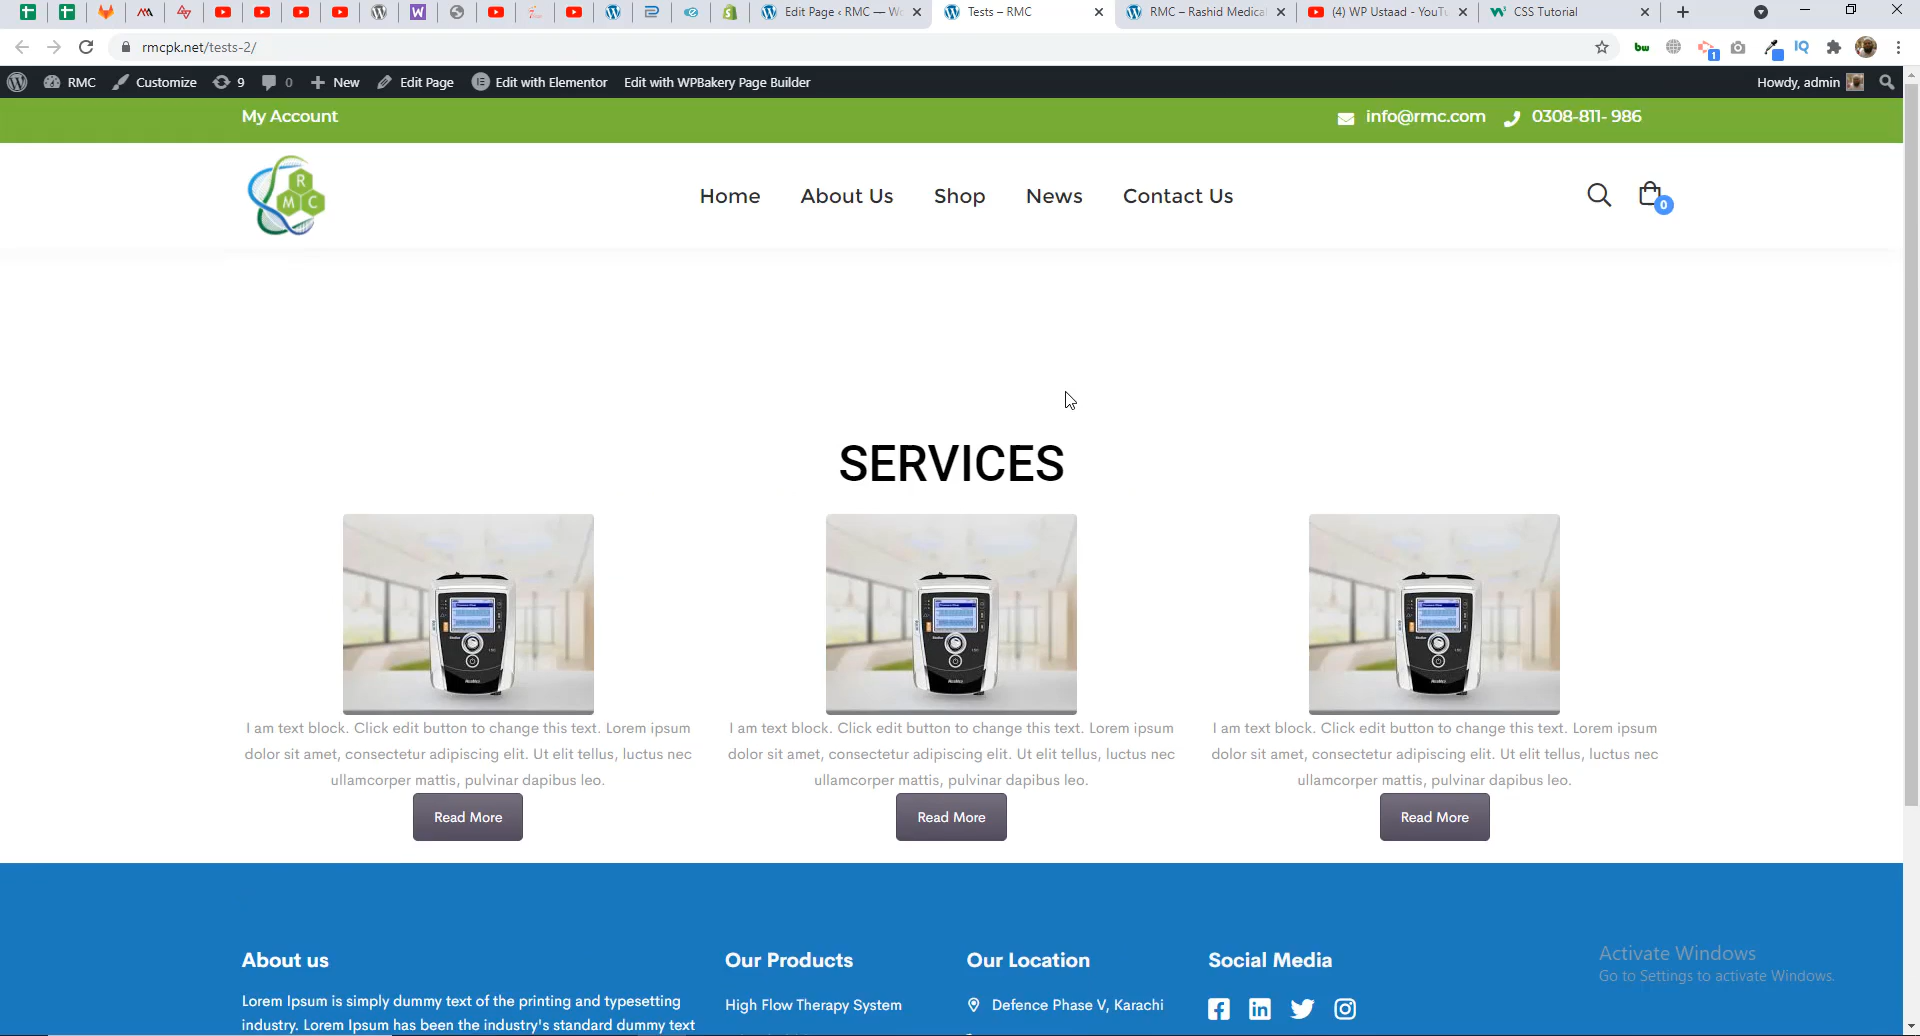 Edit Page ‹ RMC — Wo
Tests – RMC
RMC – Rashid Medical
(4) WP Ustaad - YouTu
CSS Tutorial
rmcpk.net/tests-2/
RMC
Customize
9
0
New
Edit Page
Edit with Elementor
Edit with WPBakery Page Builder
Howdy, admin
My Account
info@rmc.com
0308-811- 986
R
M C
Home
About Us
Shop
News
Contact Us
0
SERVICES
I am text block. Click edit button to change this text. Lorem ipsum
dolor sit amet, consectetur adipiscing elit. Ut elit tellus, luctus nec
ullamcorper mattis, pulvinar dapibus leo.
Read More
I am text block. Click edit button to change this text. Lorem ipsum
dolor sit amet, consectetur adipiscing elit. Ut elit tellus, luctus nec
ullamcorper mattis, pulvinar dapibus leo.
Read More
I am text block. Click edit button to change this text. Lorem ipsum
dolor sit amet, consectetur adipiscing elit. Ut elit tellus, luctus nec
ullamcorper mattis, pulvinar dapibus leo.
Read More
About us
Lorem Ipsum is simply dummy text of the printing and typesetting
industry. Lorem Ipsum has been the industry's standard dummy text
Our Products
High Flow Therapy System
Our Location
Defence Phase V, Karachi
Social Media
Activate Windows
Go to Settings to activate Windows.